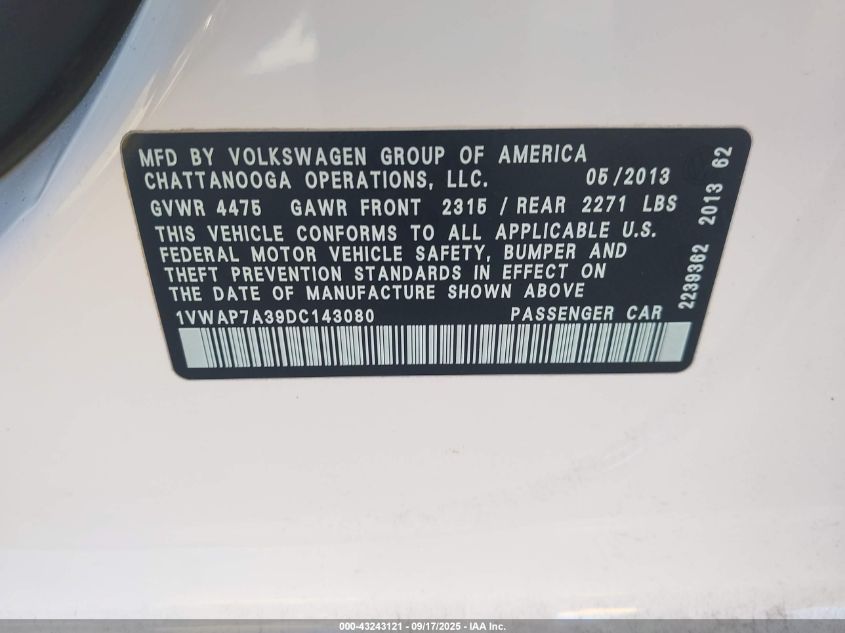 MFD BY VOLKSWAGEN GROUP OF AMERICA
CHATTANOOGA OPERATIONS, LLC. 05/2013
GVWR 4475 GAWR FRONT 2315 / REAR 2271 LBS
THIS VEHICLE CONFORMS TO ALL APPLICABLE U.S.
FEDERAL MOTOR VEHICLE SAFETY, BUMPER AND
THEFT PREVENTION STANDARDS IN EFFECT ON
THE DATE OF MANUFACTURE SHOWN ABOVE
1VWAP7A39DC143080 PASSENGER CAR
2239362 2013 62
000-43243121 - 09/17/2025 - IAA Inc.